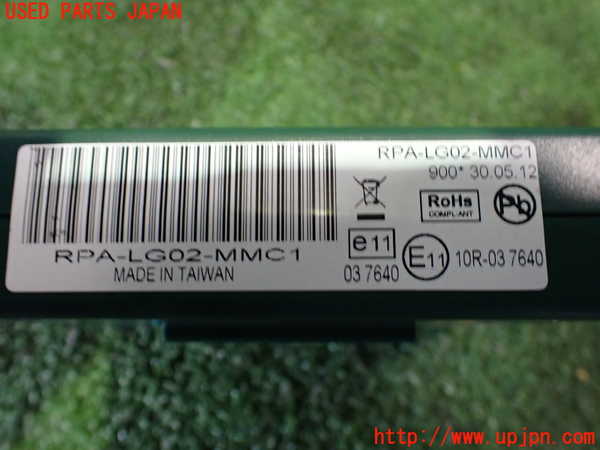 USED PARTS JAPAN
RPA-LG02-MMC1
900* 30.05.12
RoHs
COMPLIANT
Pb
RPA-LG02-MMC1
MADE IN TAIWAN
e11
03 7640
E11
10R-03 7640
http://www.upjpn.com/